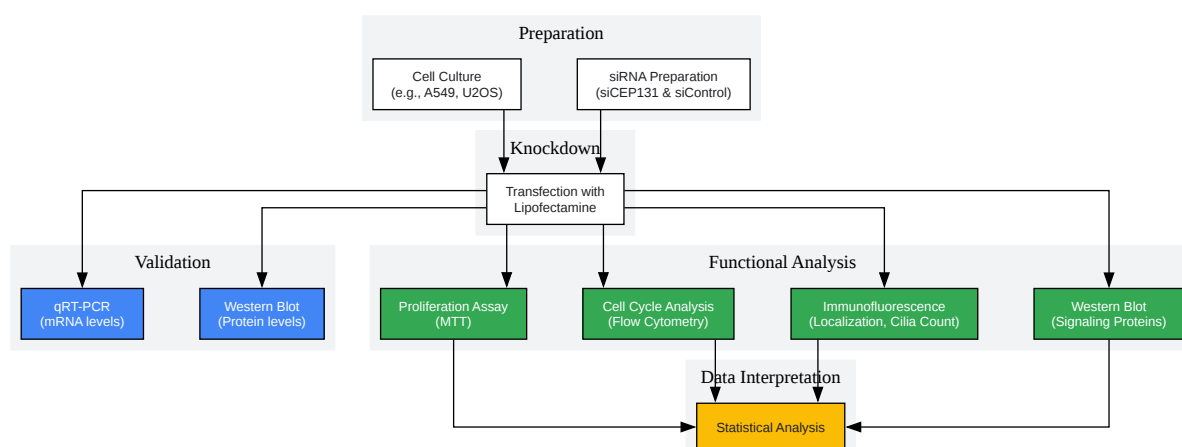 Preparation
Cell Culture
(e.g., A549, U2OS)
siRNA Preparation
(siCEP131 & siControl)
Knockdown
Transfection with
Lipofectamine
Validation
qRT-PCR
(mRNA levels)
Western Blot
(Protein levels)
Functional Analysis
Proliferation Assay
(MTT)
Cell Cycle Analysis
(Flow Cytometry)
Immunofluorescence
(Localization, Cilia Count)
Western Blot
(Signaling Proteins)
Data Interpretation
Statistical Analysis